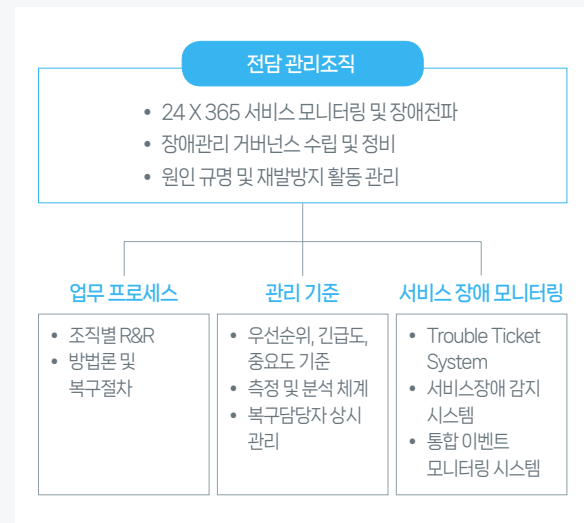 전담 관리조직
• 24 X 365 서비스 모니터링 및 장애전파
• 장애관리 거버넌스 수립 및 정비
• 원인 규명 및 재발방지 활동 관리
업무 프로세스
• 조직별 R&R
• 방법론 및
복구절차
관리 기준
• 우선순위, 긴급도,
중요도 기준
• 측정 및 분석 체계
• 복구담당자 상시
관리
서비스 장애 모니터링
• Trouble Ticket
System
• 서비스장애 감지
시스템
• 통합 이벤트
모니터링 시스템